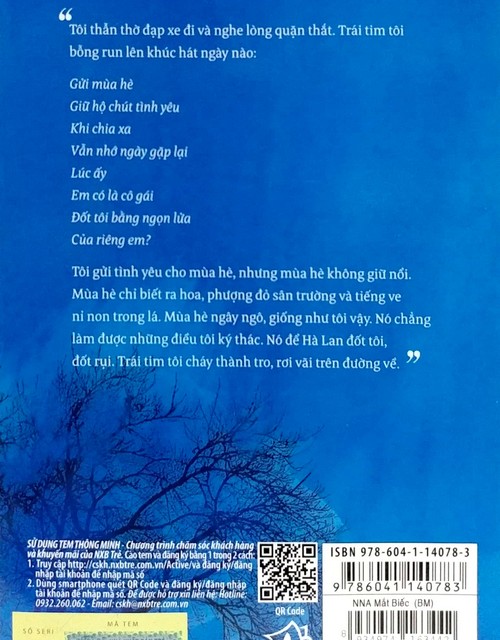 “
Tôi thẫn thờ đạp xe đi và nghe lòng quặn thắt. Trái tim tôi
bỗng run lên khúc hát ngày nào:
Gửi mùa hè
Giữ hộ chút tình yêu
Khi chia xa
Vẫn nhớ ngày gặp lại
Lúc ấy
Em có là cô gái
Đốt tôi bằng ngọn lửa
Của riêng em?
Tôi gửi tình yêu cho mùa hè, nhưng mùa hè không giữ nổi.
Mùa hè chỉ biết ra hoa, phượng đỏ sân trường và tiếng ve
nỉ non trong lá. Mùa hè ngây ngô, giống như tôi vậy. Nó chẳng
làm được những điều tôi ký thác. Nó để Hà Lan đốt tôi,
đốt rụi. Trái tim tôi cháy thành tro, rơi vãi trên đường về. ”
SỬ DỤNG TEM THÔNG MINH - Chương trình chăm sóc khách hàng
và khuyến mãi của NXB Trẻ. Cào tem và đăng ký bằng 1 trong 2 cách:
1. Truy cập http://cskh.nxbtre.com.vn/Active/và đăng ký/đăng
nhập tài khoản để nhập mã số
2. Dùng smartphone quét QR Code và đăng ký/đăng nhập
tài khoản để nhập mã số. Để được hỗ trợ xin liên hệ: Hotline:
0932.260.062 - Email: cskh@nxbtre.com.vn
QR Code
MÃ TEM
SỐ SERI
ISBN 978-604-1-14078-3
9 786041 140783
NNA Mắt Biếc (BM)